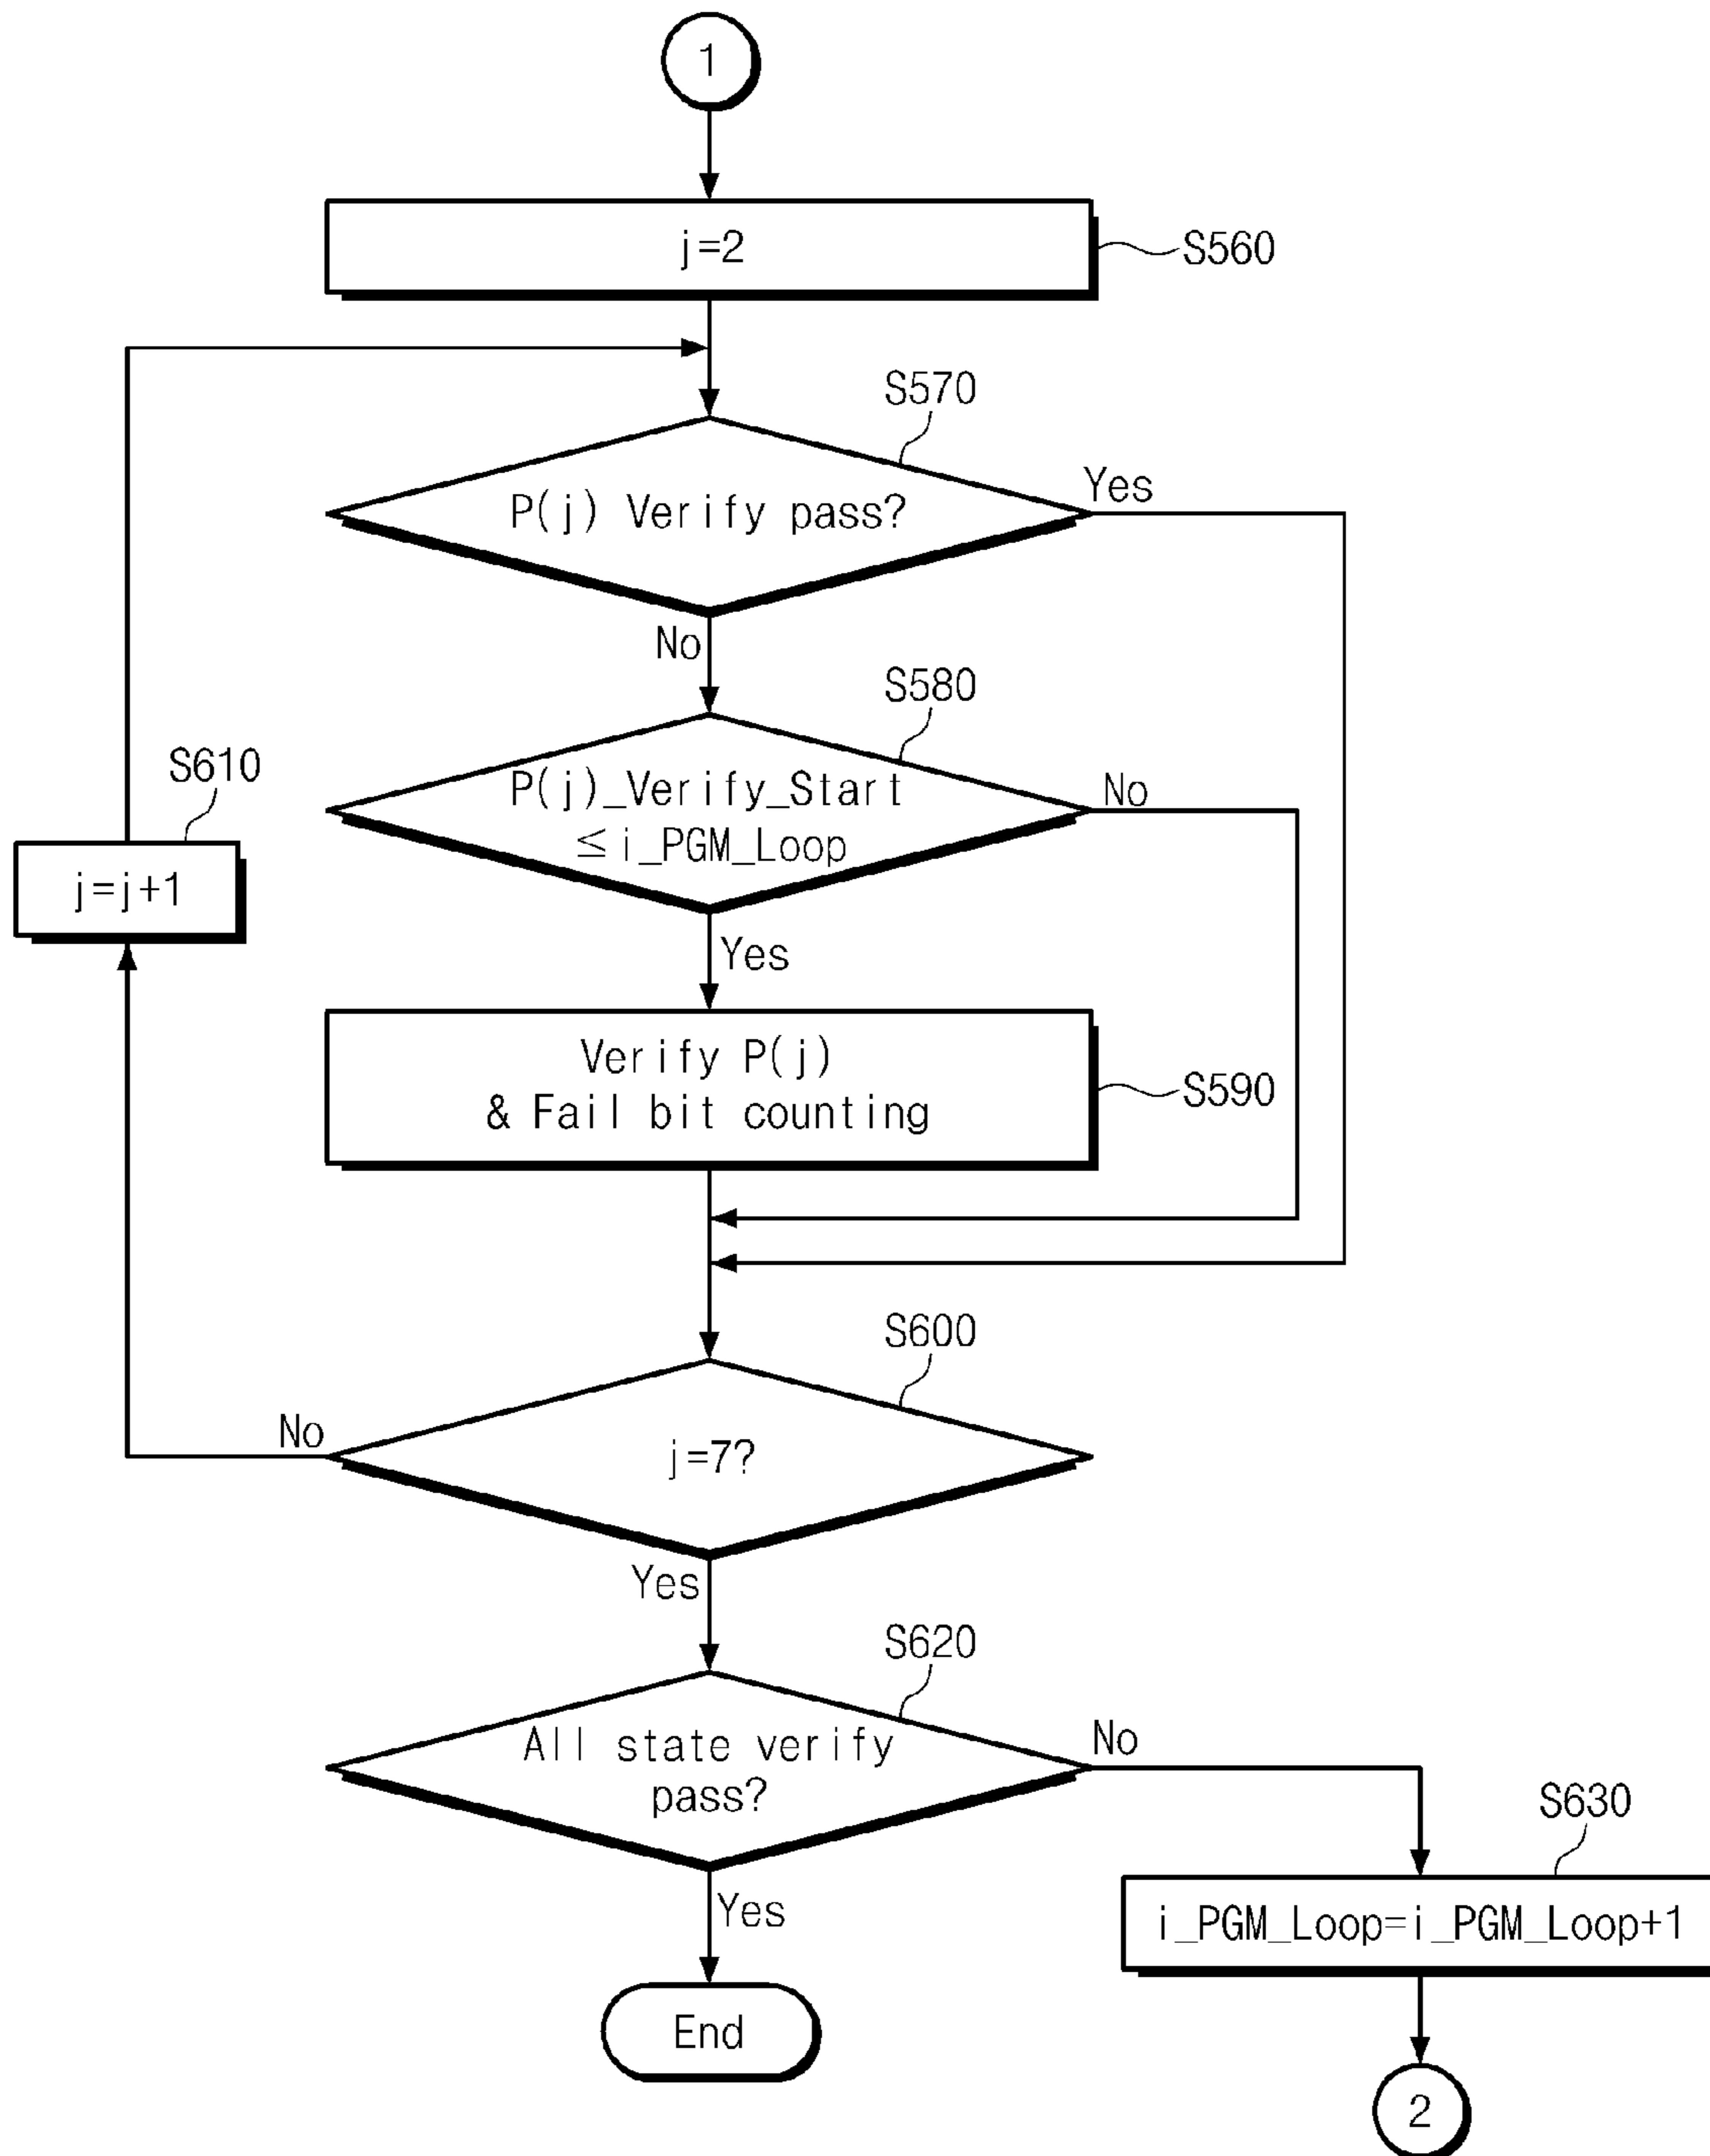 1
j=2
S560
S570
P(j) Verify pass?
Yes
No
S580
P(j)_Verify_Start
≤ i_PGM_Loop
No
S610
j=j+1
Yes
Verify P(j)
& Fail bit counting
S590
S600
No
j=7?
Yes
S620
All state verify
pass?
No
S630
i_PGM_Loop=i_PGM_Loop+1
Yes
End
2